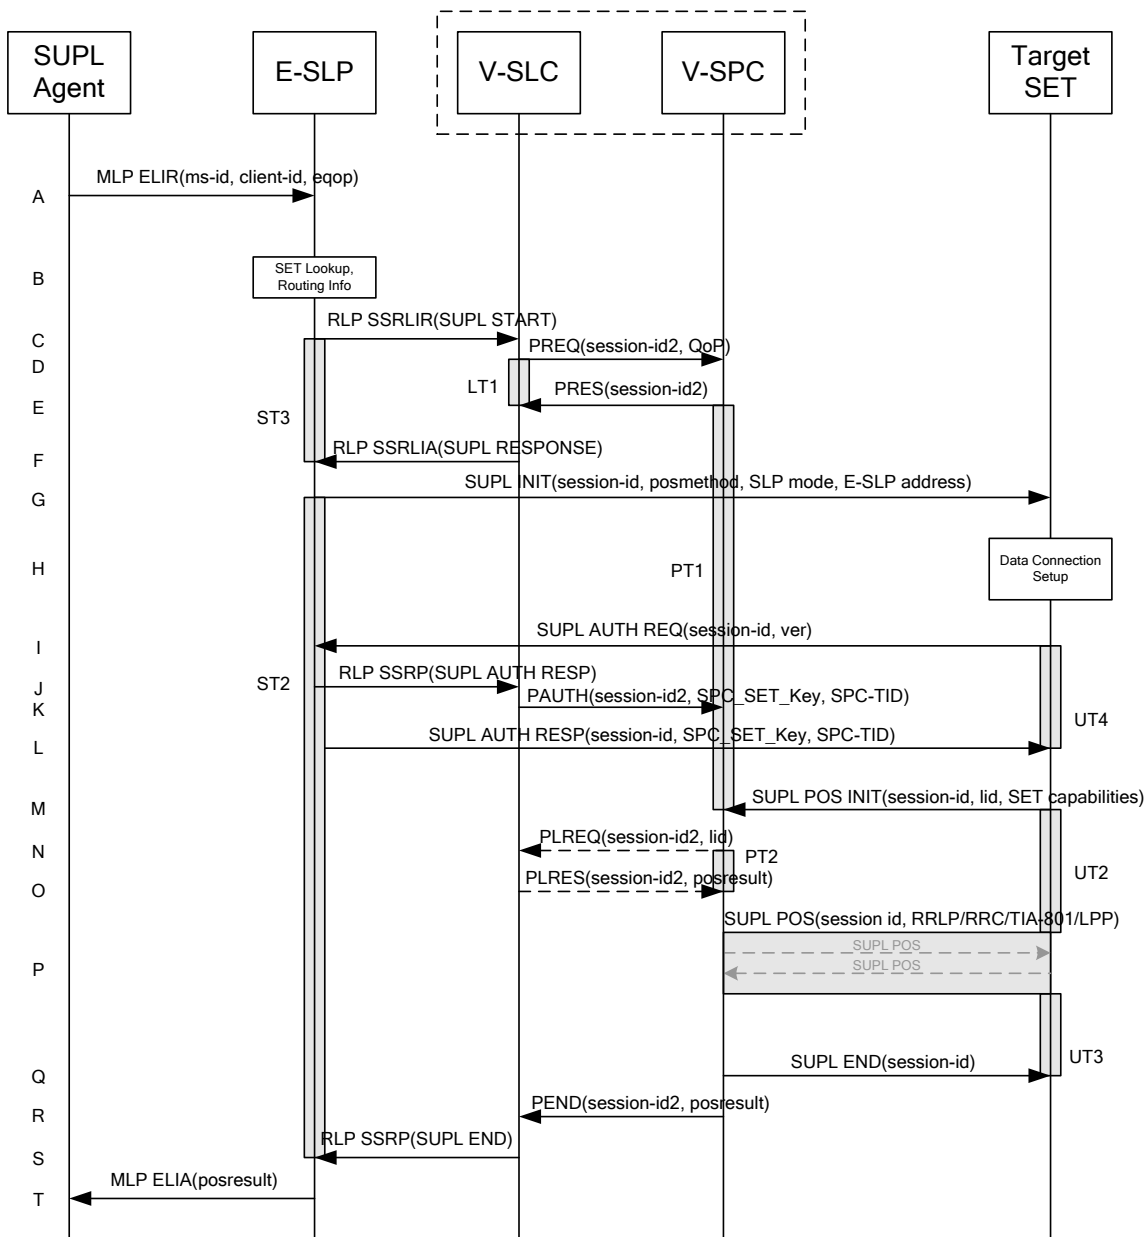 SUPL
Agent
E-SLP
V-SLC
V-SPC
Target
SET
A
MLP ELIR(ms-id, client-id, eqop)
B
SET Lookup,
Routing Info
RLP SSRLIR(SUPL START)
C
PREQ(session-id2, QoP)
D
LT1
PRES(session-id2)
E
ST3
RLP SSRLIA(SUPL RESPONSE)
F
SUPL INIT(session-id, posmethod, SLP mode, E-SLP address)
G
Data Connection
Setup
H
PT1
SUPL AUTH REQ(session-id, ver)
I
RLP SSRP(SUPL AUTH RESP)
ST2
J
PAUTH(session-id2, SPC_SET_Key, SPC-TID)
K
UT4
SUPL AUTH RESP(session-id, SPC_SET_Key, SPC-TID)
L
SUPL POS INIT(session-id, lid, SET capabilities)
M
PLREQ(session-id2, lid)
N
PT2
UT2
PLRES(session-id2, posresult)
O
SUPL POS(session id, RRLP/RRC/TIA-801/LPP)
SUPL POS
SUPL POS
P
UT3
SUPL END(session-id)
Q
PEND(session-id2, posresult)
R
RLP SSRP(SUPL END)
S
MLP ELIA(posresult)
T